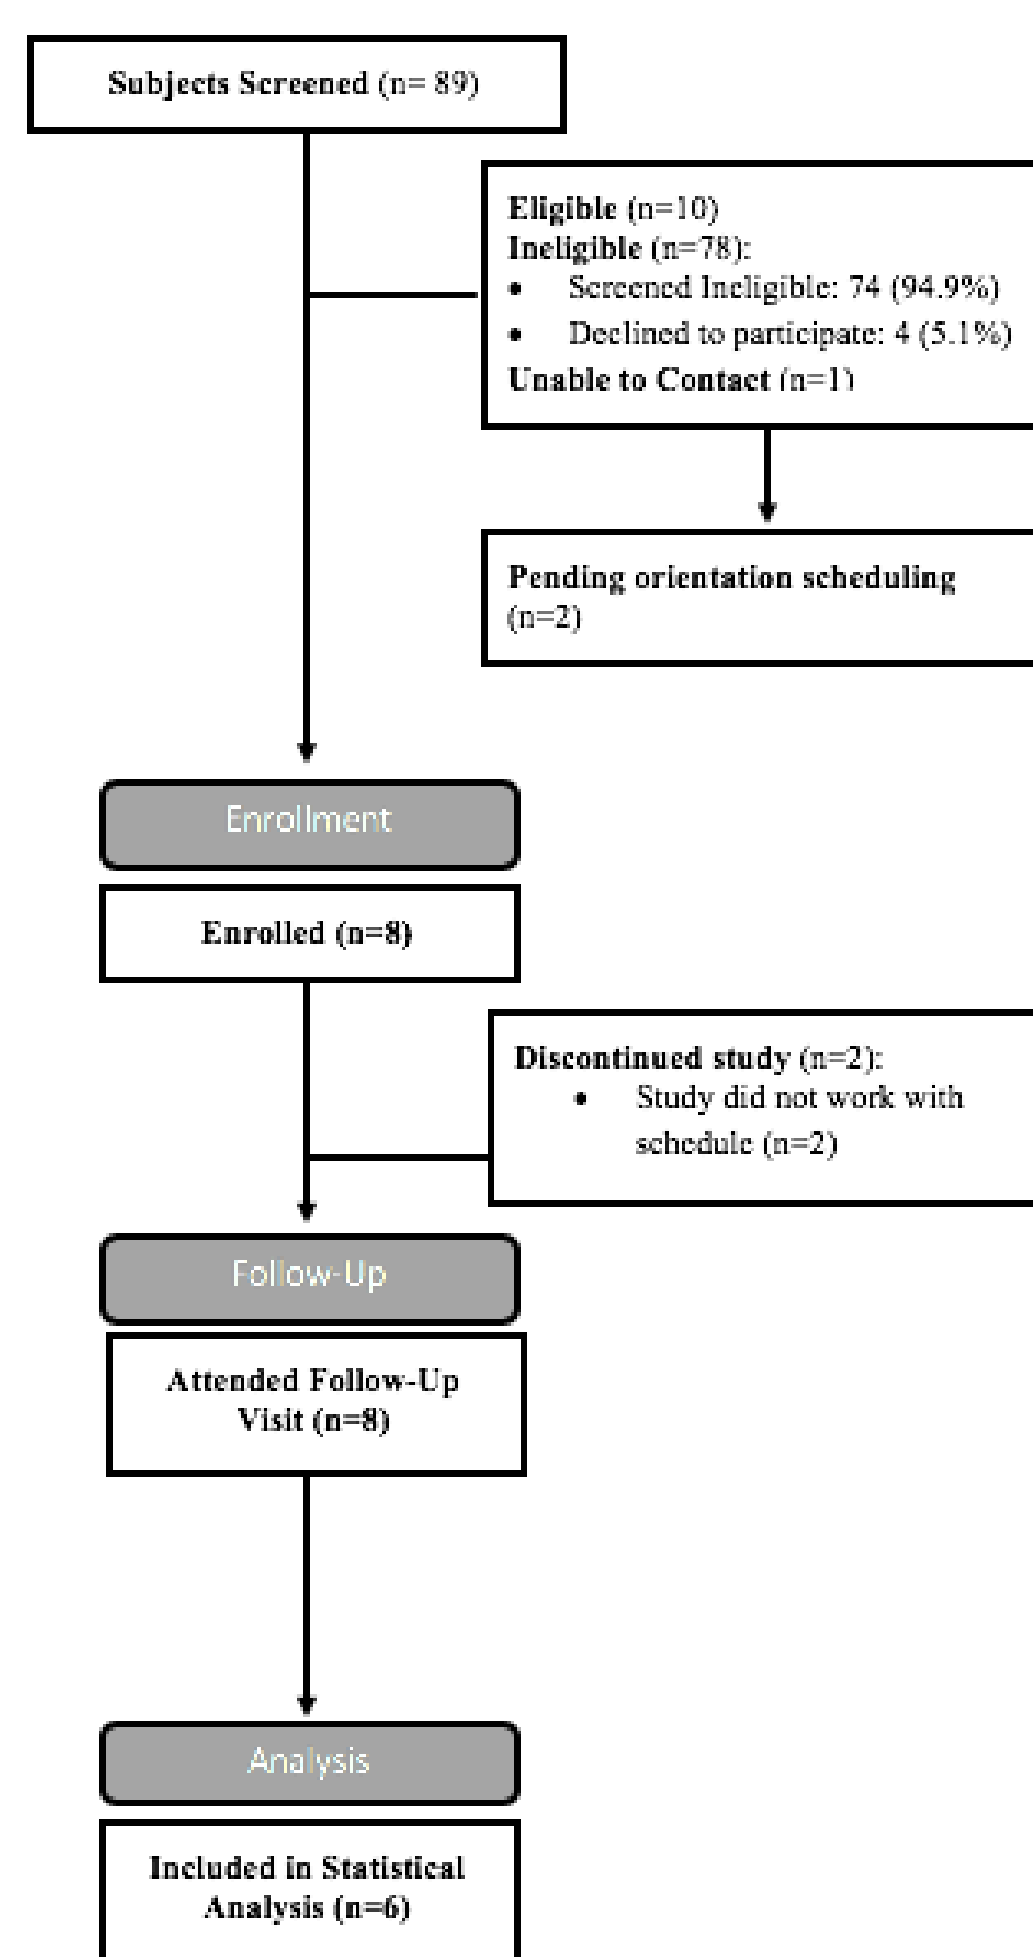 Subjects Screened (n= 89)
Eligible (n=10)
Ineligible (n=78):
• Screened Ineligible: 74 (94.9%)
• Declined to participate: 4 (5.1%)
Unable to Contact (n=1)
Pending orientation scheduling
(n=2)
Enrollment
Enrolled (n=8)
Discontinued study (n=2):
• Study did not work with
schedule (n=2)
Follow-Up
Attended Follow-Up
Visit (n=8)
Analysis
Included in Statistical
Analysis (n=6)